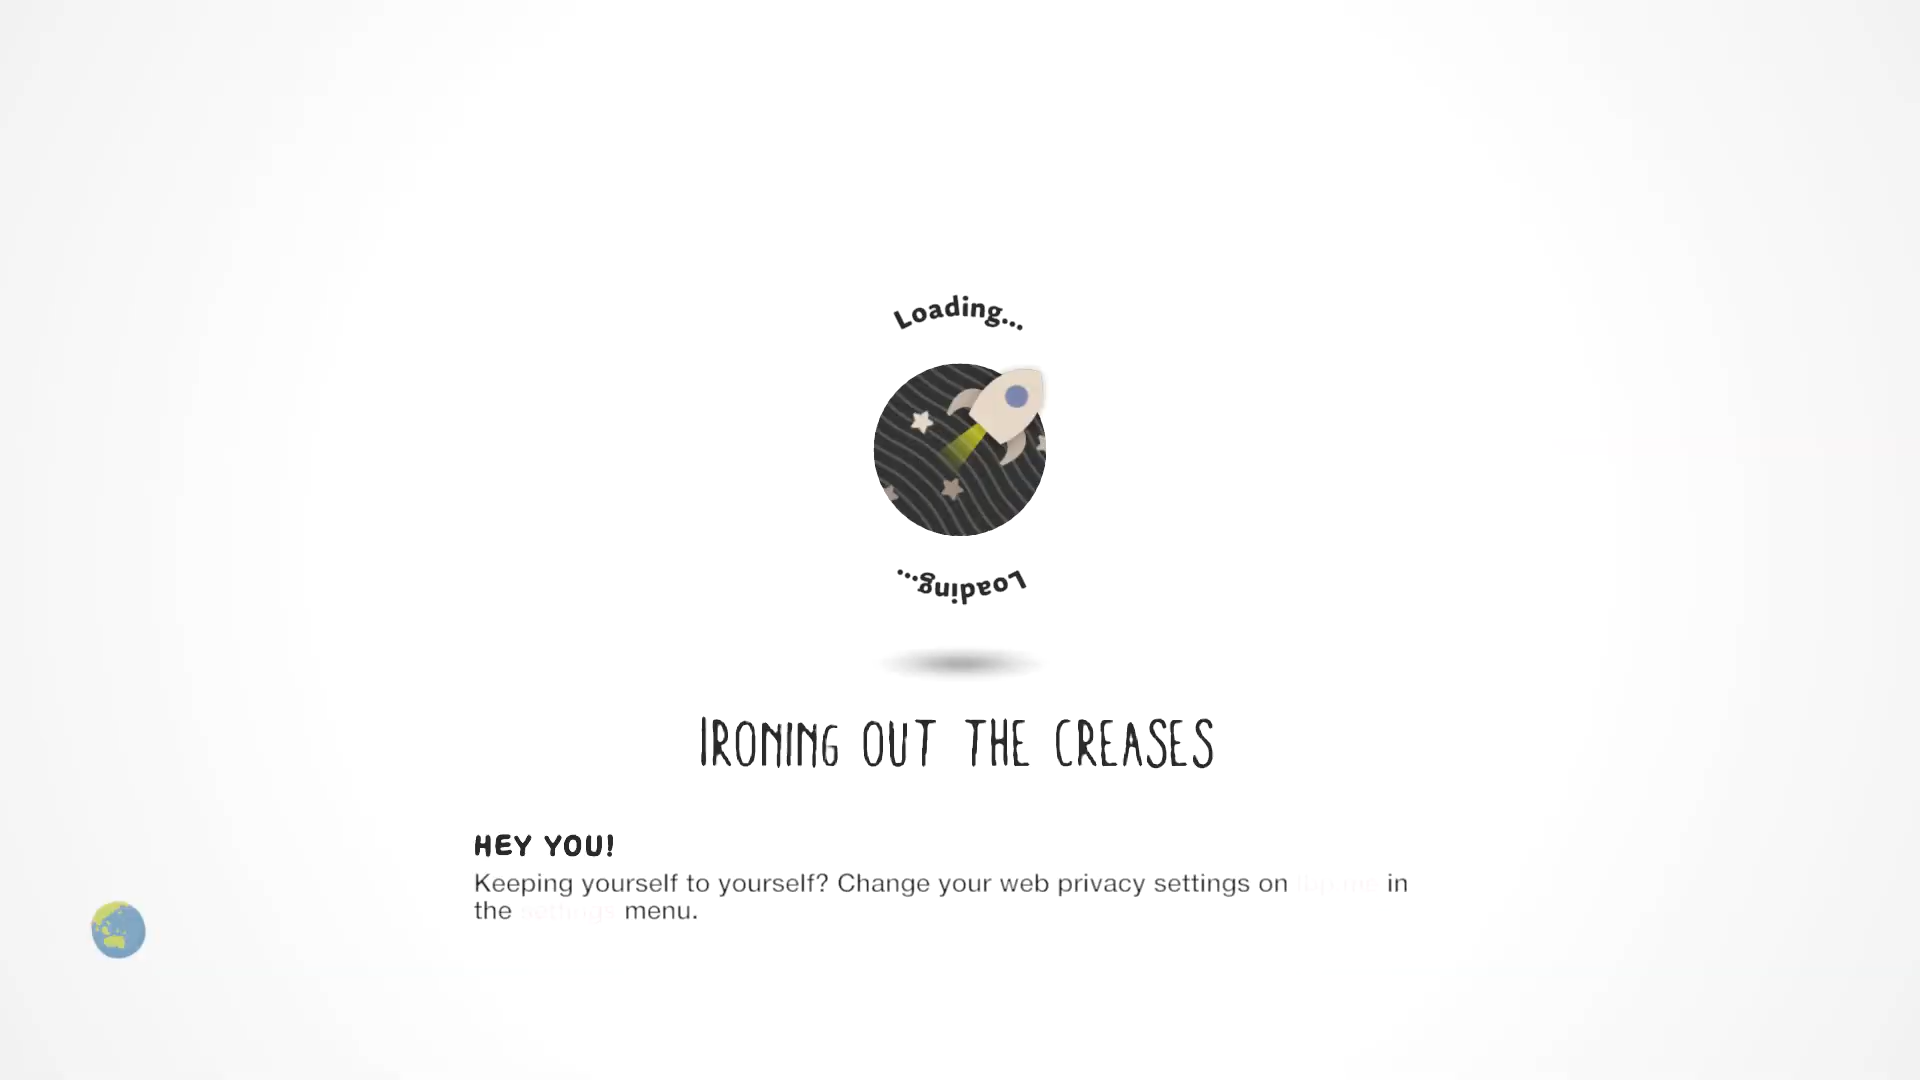 Loading...
Loading...
IRONING OUT THE CREASES
HEY YOU!
Keeping yourself to yourself? Change your web privacy settings on in
the settings menu.